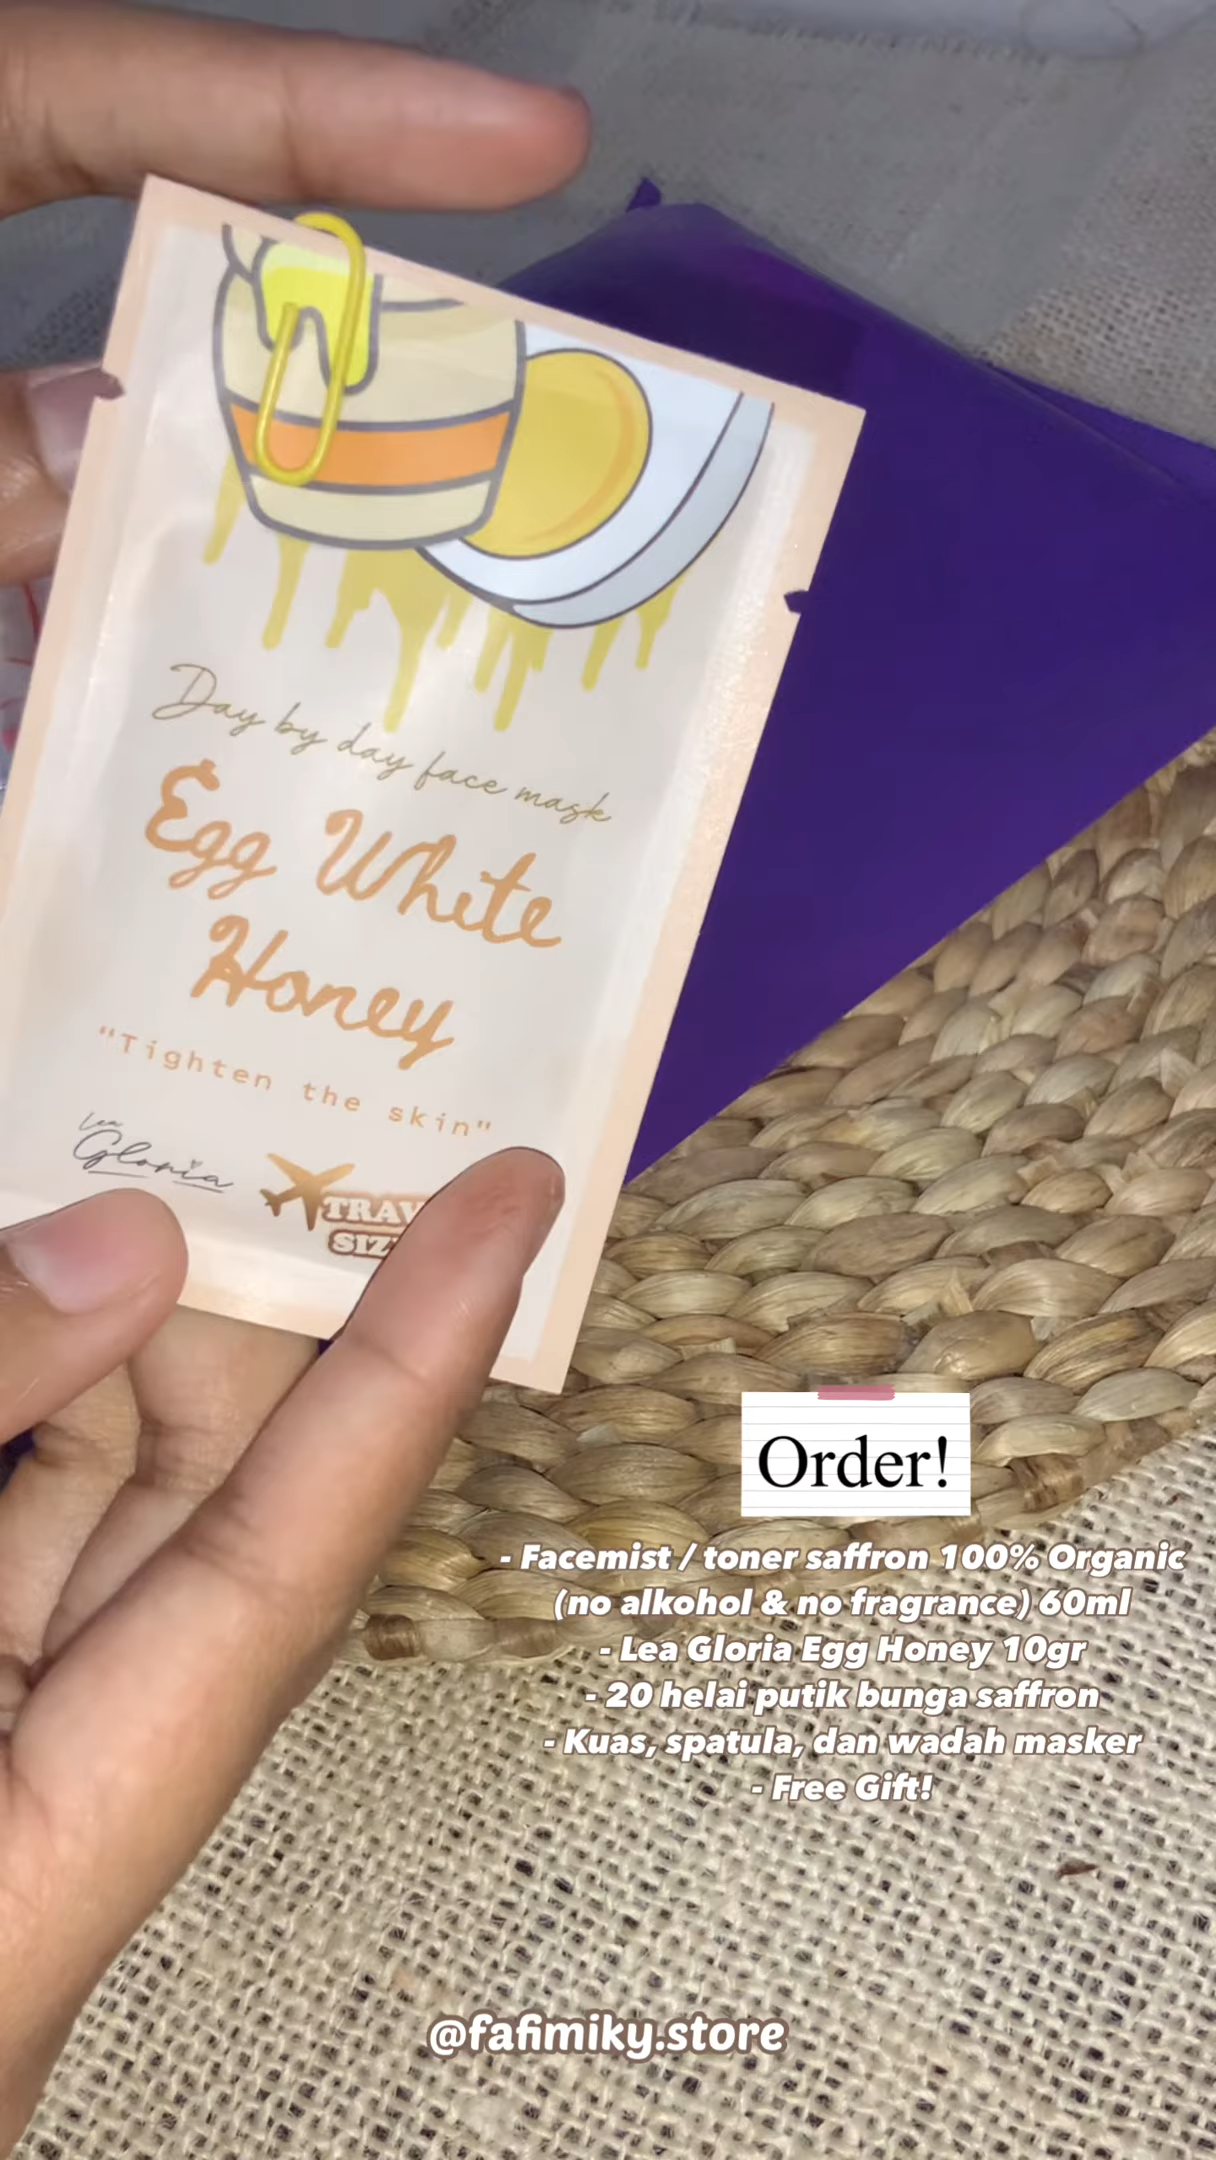 Day by day face mask
Egg White
Honey
"Tighten the skin"
Lea
Gloria
Order!
- Facemist / toner saffron 100% Organic
(no alkohol & no fragrance) 60ml
- Lea Gloria Egg Honey 10gr
- 20 helai putik bunga saffron
- Kuas, spatula, dan wadah masker
- Free Gift!
@fafimiky.store